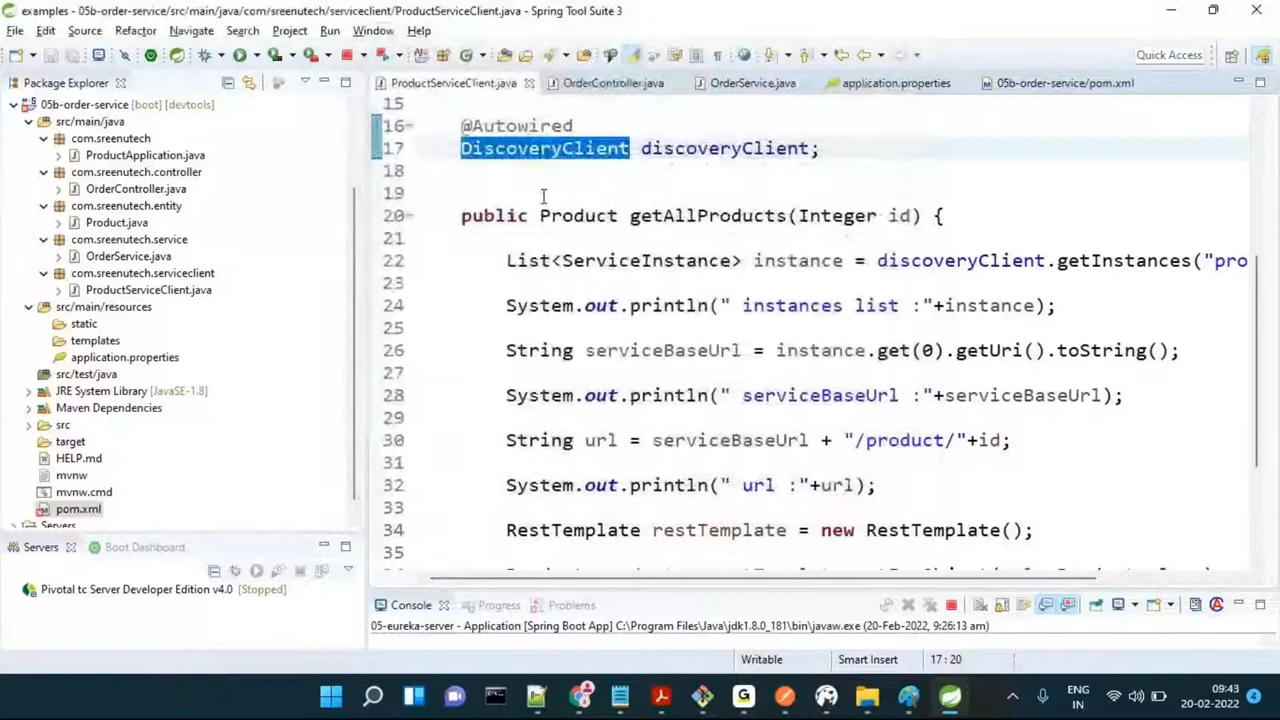 examples - 05b-order-service/src/main/java/com/sreenutech/serviceclient/ProductServiceClient.java - Spring Tool Suite 3
File Edit Source Refactor Navigate Search Project Run Window Help
Quick Access
Package Explorer
05b-order-service [boot] [devtools]
src/main/java
com.sreenutech
ProductApplication.java
com.sreenutech.controller
OrderController.java
com.sreenutech.entity
Product.java
com.sreenutech.service
OrderService.java
com.sreenutech.serviceclient
ProductServiceClient.java
src/main/resources
static
templates
application.properties
src/test/java
JRE System Library [JavaSE-1.8]
Maven Dependencies
src
target
HELP.md
mvnw
mvnw.cmd
pom.xml
Servers
Servers Boot Dashboard
Pivotal tc Server Developer Edition v4.0 [Stopped]
ProductServiceClient.java OrderController.java OrderService.java application.properties 05b-order-service/pom.xml
15
16 @Autowired
17 DiscoveryClient discoveryClient;
18
19
20 public Product getAllProducts(Integer id) {
21
22 List<ServiceInstance> instance = discoveryClient.getInstances("pro
23
24 System.out.println(" instances list :"+instance);
25
26 String serviceBaseUrl = instance.get(0).getUri().toString();
27
28 System.out.println(" serviceBaseUrl :"+serviceBaseUrl);
29
30 String url = serviceBaseUrl + "/product/"+id;
31
32 System.out.println(" url :"+url);
33
34 RestTemplate restTemplate = new RestTemplate();
35
Console Progress Problems
05-eureka-server - Application [Spring Boot App] C:\Program Files\Java\jdk1.8.0_181\bin\javaw.exe (20-Feb-2022, 9:26:13 am)
Writable Smart Insert 17 : 20
ENG
IN
09:43
20-02-2022
4